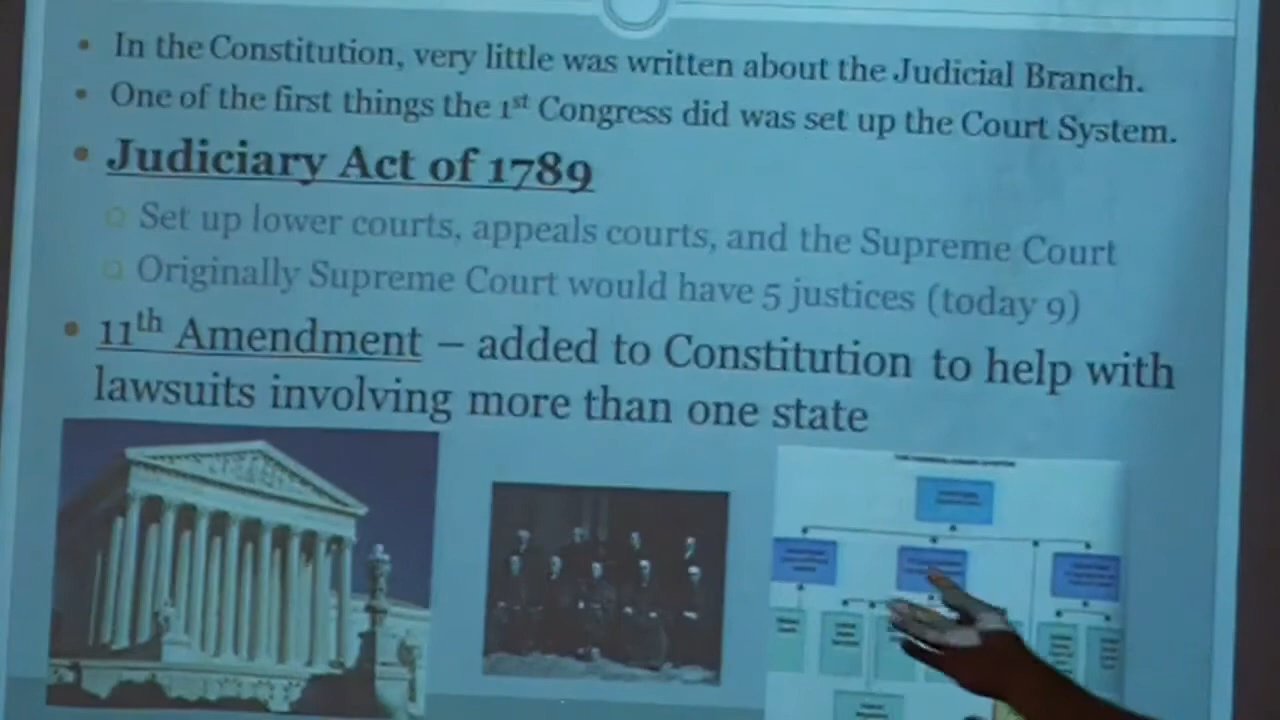 • In the Constitution, very little was written about the Judicial Branch.
• One of the first things the 1st Congress did was set up the Court System.
• Judiciary Act of 1789
Set up lower courts, appeals courts, and the Supreme Court
Originally Supreme Court would have 5 justices (today 9)
• 11th Amendment – added to Constitution to help with
lawsuits involving more than one state